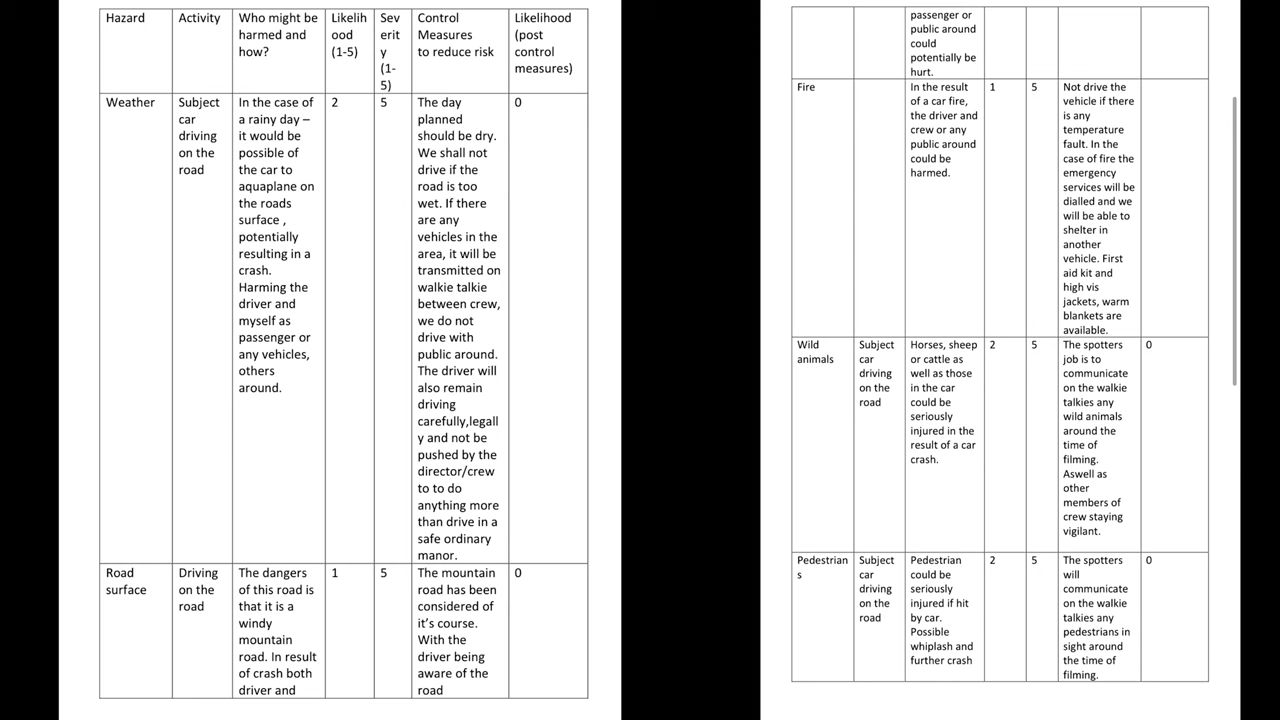 Hazard
Activity
Who might be
harmed and
how?
Likelih
ood
(1-5)
Sev
erit
y
(1-
5)
Control
Measures
to reduce risk
Likelihood
(post
control
measures)
Weather
Subject
car
driving
on the
road
In the case of
a rainy day –
it would be
possible of
the car to
aquaplane on
the roads
surface ,
potentially
resulting in a
crash.
Harming the
driver and
myself as
passenger or
any vehicles,
others
around.
2
5
The day
planned
should be dry.
We shall not
drive if the
road is too
wet. If there
are any
vehicles in the
area, it will be
transmitted on
walkie talkie
between crew,
we do not
drive with
public around.
The driver will
also remain
driving
carefully,legall
y and not be
pushed by the
director/crew
to to do
anything more
than drive in a
safe ordinary
manor.
0
Road
surface
Driving
on the
road
The dangers
of this road is
that it is a
windy
mountain
road. In result
of crash both
driver and
1
5
The mountain
road has been
considered of
it’s course.
With the
driver being
aware of the
road
0
passenger or
public around
could
potentially be
hurt.
Fire
In the result
of a car fire,
the driver and
crew or any
public around
could be
harmed.
1
5
Not drive the
vehicle if there
is any
temperature
fault. In the
case of fire the
emergency
services will be
dialled and we
will be able to
shelter in
another
vehicle. First
aid kit and
high vis
jackets, warm
blankets are
available.
Wild
animals
Subject
car
driving
on the
road
Horses, sheep
or cattle as
well as those
in the car
could be
seriously
injured in the
result of a car
crash.
2
5
The spotters
job is to
communicate
on the walkie
talkies any
wild animals
around the
time of
filming.
Aswell as
other
members of
crew staying
vigilant.
0
Pedestrian
s
Subject
car
driving
on the
road
Pedestrian
could be
seriously
injured if hit
by car.
Possible
whiplash and
further crash
2
5
The spotters
will
communicate
on the walkie
talkies any
pedestrians in
sight around
the time of
filming.
0